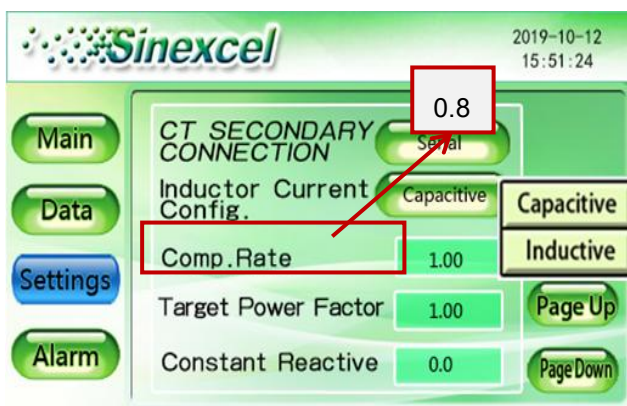 Sinexcel
2019-10-12
15:51:24
0.8
Main
CT SECONDARY
CONNECTION
Serial
Data
Inductor Current
Config.
Capacitive
Capacitive
Inductive
Settings
Comp.Rate
1.00
Target Power Factor
1.00
Page Up
Alarm
Constant Reactive
0.0
Page Down